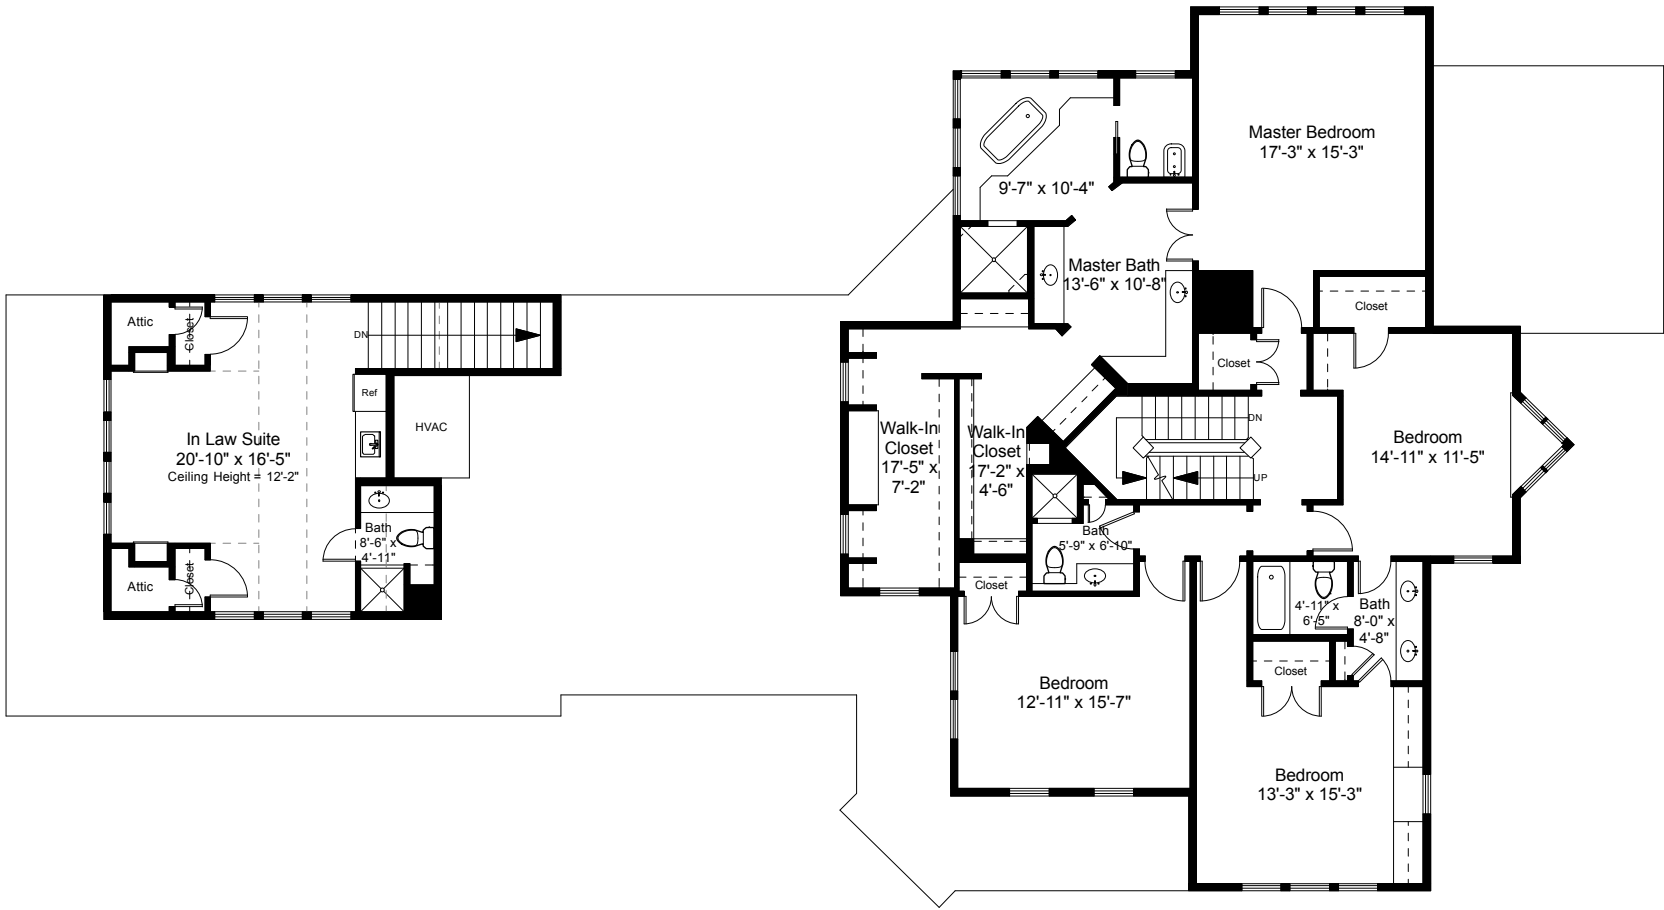 Master Bedroom
17'-3" x 15'-3"
9'-7" x 10'-4"
Master Bath
13'-6" x 10'-8"
Closet
Closet
Attic
Closet
DN
Ref
HVAC
In Law Suite
20'-10" x 16'-5"
Ceiling Height = 12'-2"
Bath
8'-6" x
4'-11"
Attic
Closet
Walk-In
Closet
17'-5" x
7'-2"
Walk-In
Closet
17'-2" x
4'-6"
DN
UP
Bedroom
14'-11" x 11'-5"
Bath
5'-9" x 6'-10"
Closet
4'-11" x
6'-5"
Bath
8'-0" x
4'-8"
Closet
Bedroom
12'-11" x 15'-7"
Bedroom
13'-3" x 15'-3"